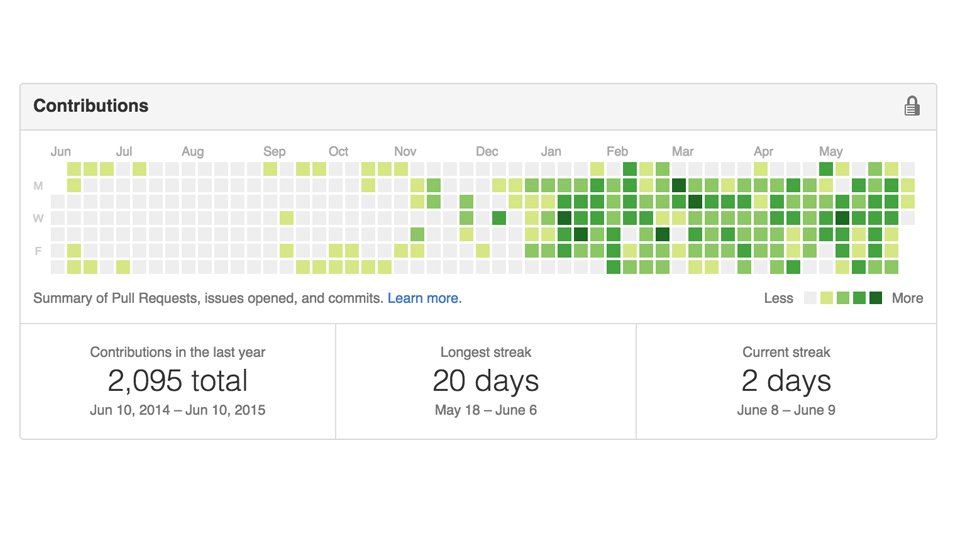 Contributions
Jun Jul Aug Sep Oct Nov Dec Jan Feb Mar Apr May
M
W
F
Summary of Pull Requests, issues opened, and commits. Learn more.
Less More
Contributions in the last year
2,095 total
Jun 10, 2014 – Jun 10, 2015
Longest streak
20 days
May 18 – June 6
Current streak
2 days
June 8 – June 9